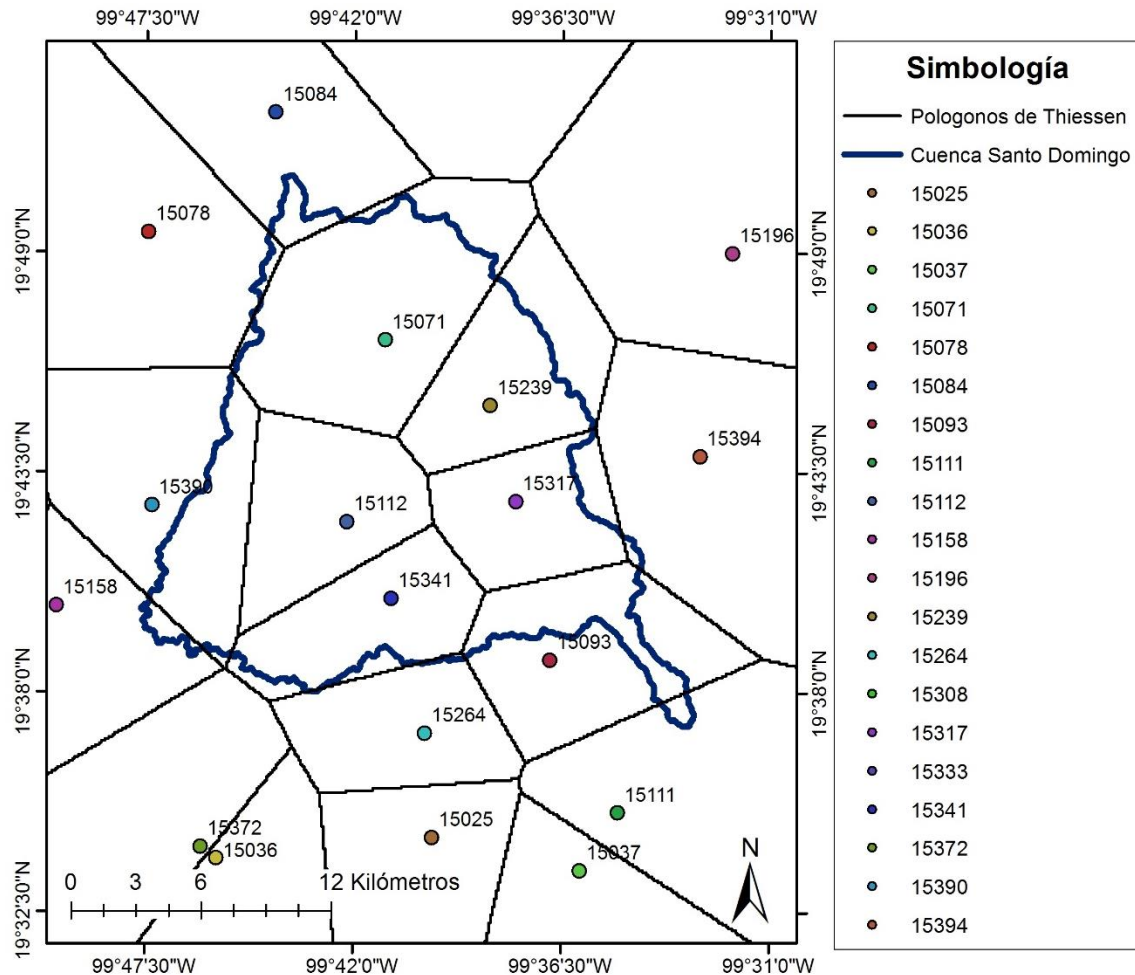 99°47'30"W 99°42'0"W 99°36'30"W 99°31'0"W
19°49'0"N
19°43'30"N
19°38'0"N
19°32'30"N
15084
15078
15196
15071
15239
15394
15390
15317
15112
15158
15341
15093
15264
15111
15025
15372
15036
15037
0 3 6 12 Kilómetros
N
19°49'0"N
19°43'30"N
19°38'0"N
99°47'30"W 99°42'0"W 99°36'30"W 99°31'0"W
Simbología
Pologonos de Thiessen
Cuenca Santo Domingo
15025
15036
15037
15071
15078
15084
15093
15111
15112
15158
15196
15239
15264
15308
15317
15333
15341
15372
15390
15394